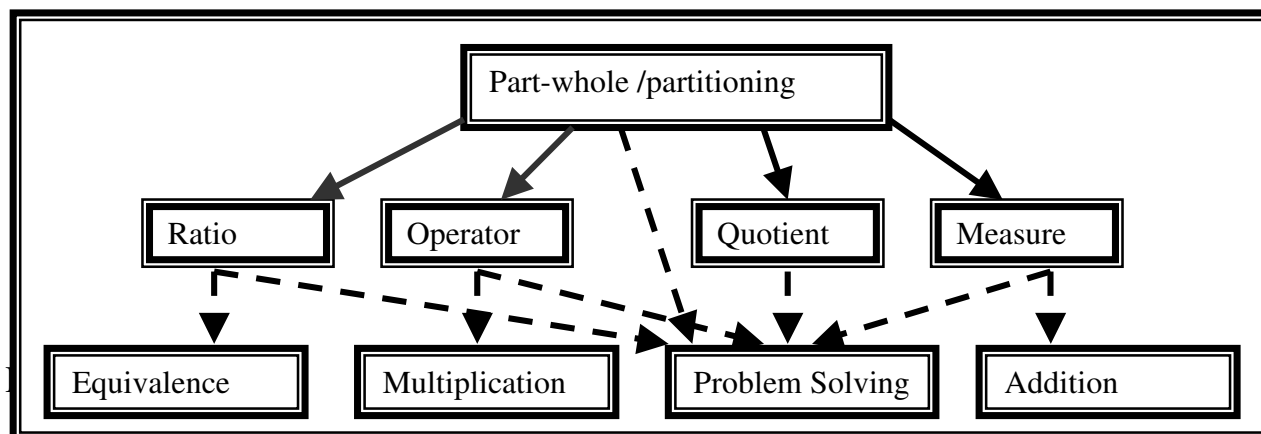 Part-whole /partitioning
Ratio
Operator
Quotient
Measure
Equivalence
Multiplication
Problem Solving
Addition